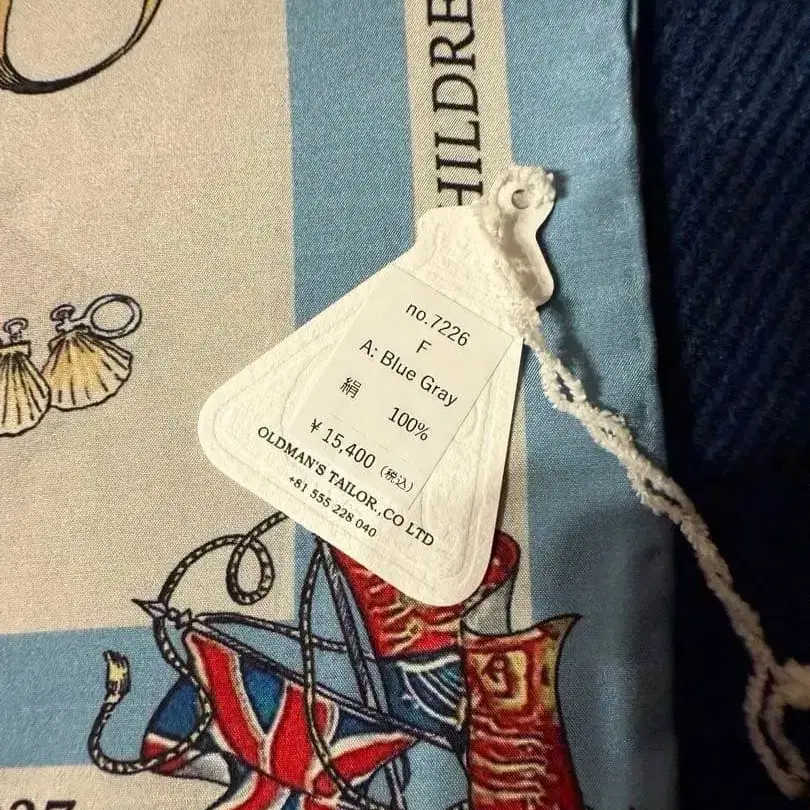 HILDRE
no.7226
F
A: Blue Gray
絹 100%
¥ 15,400 (税込)
OLDMAN'S TAILOR.,CO LTD
+81 555 228 040